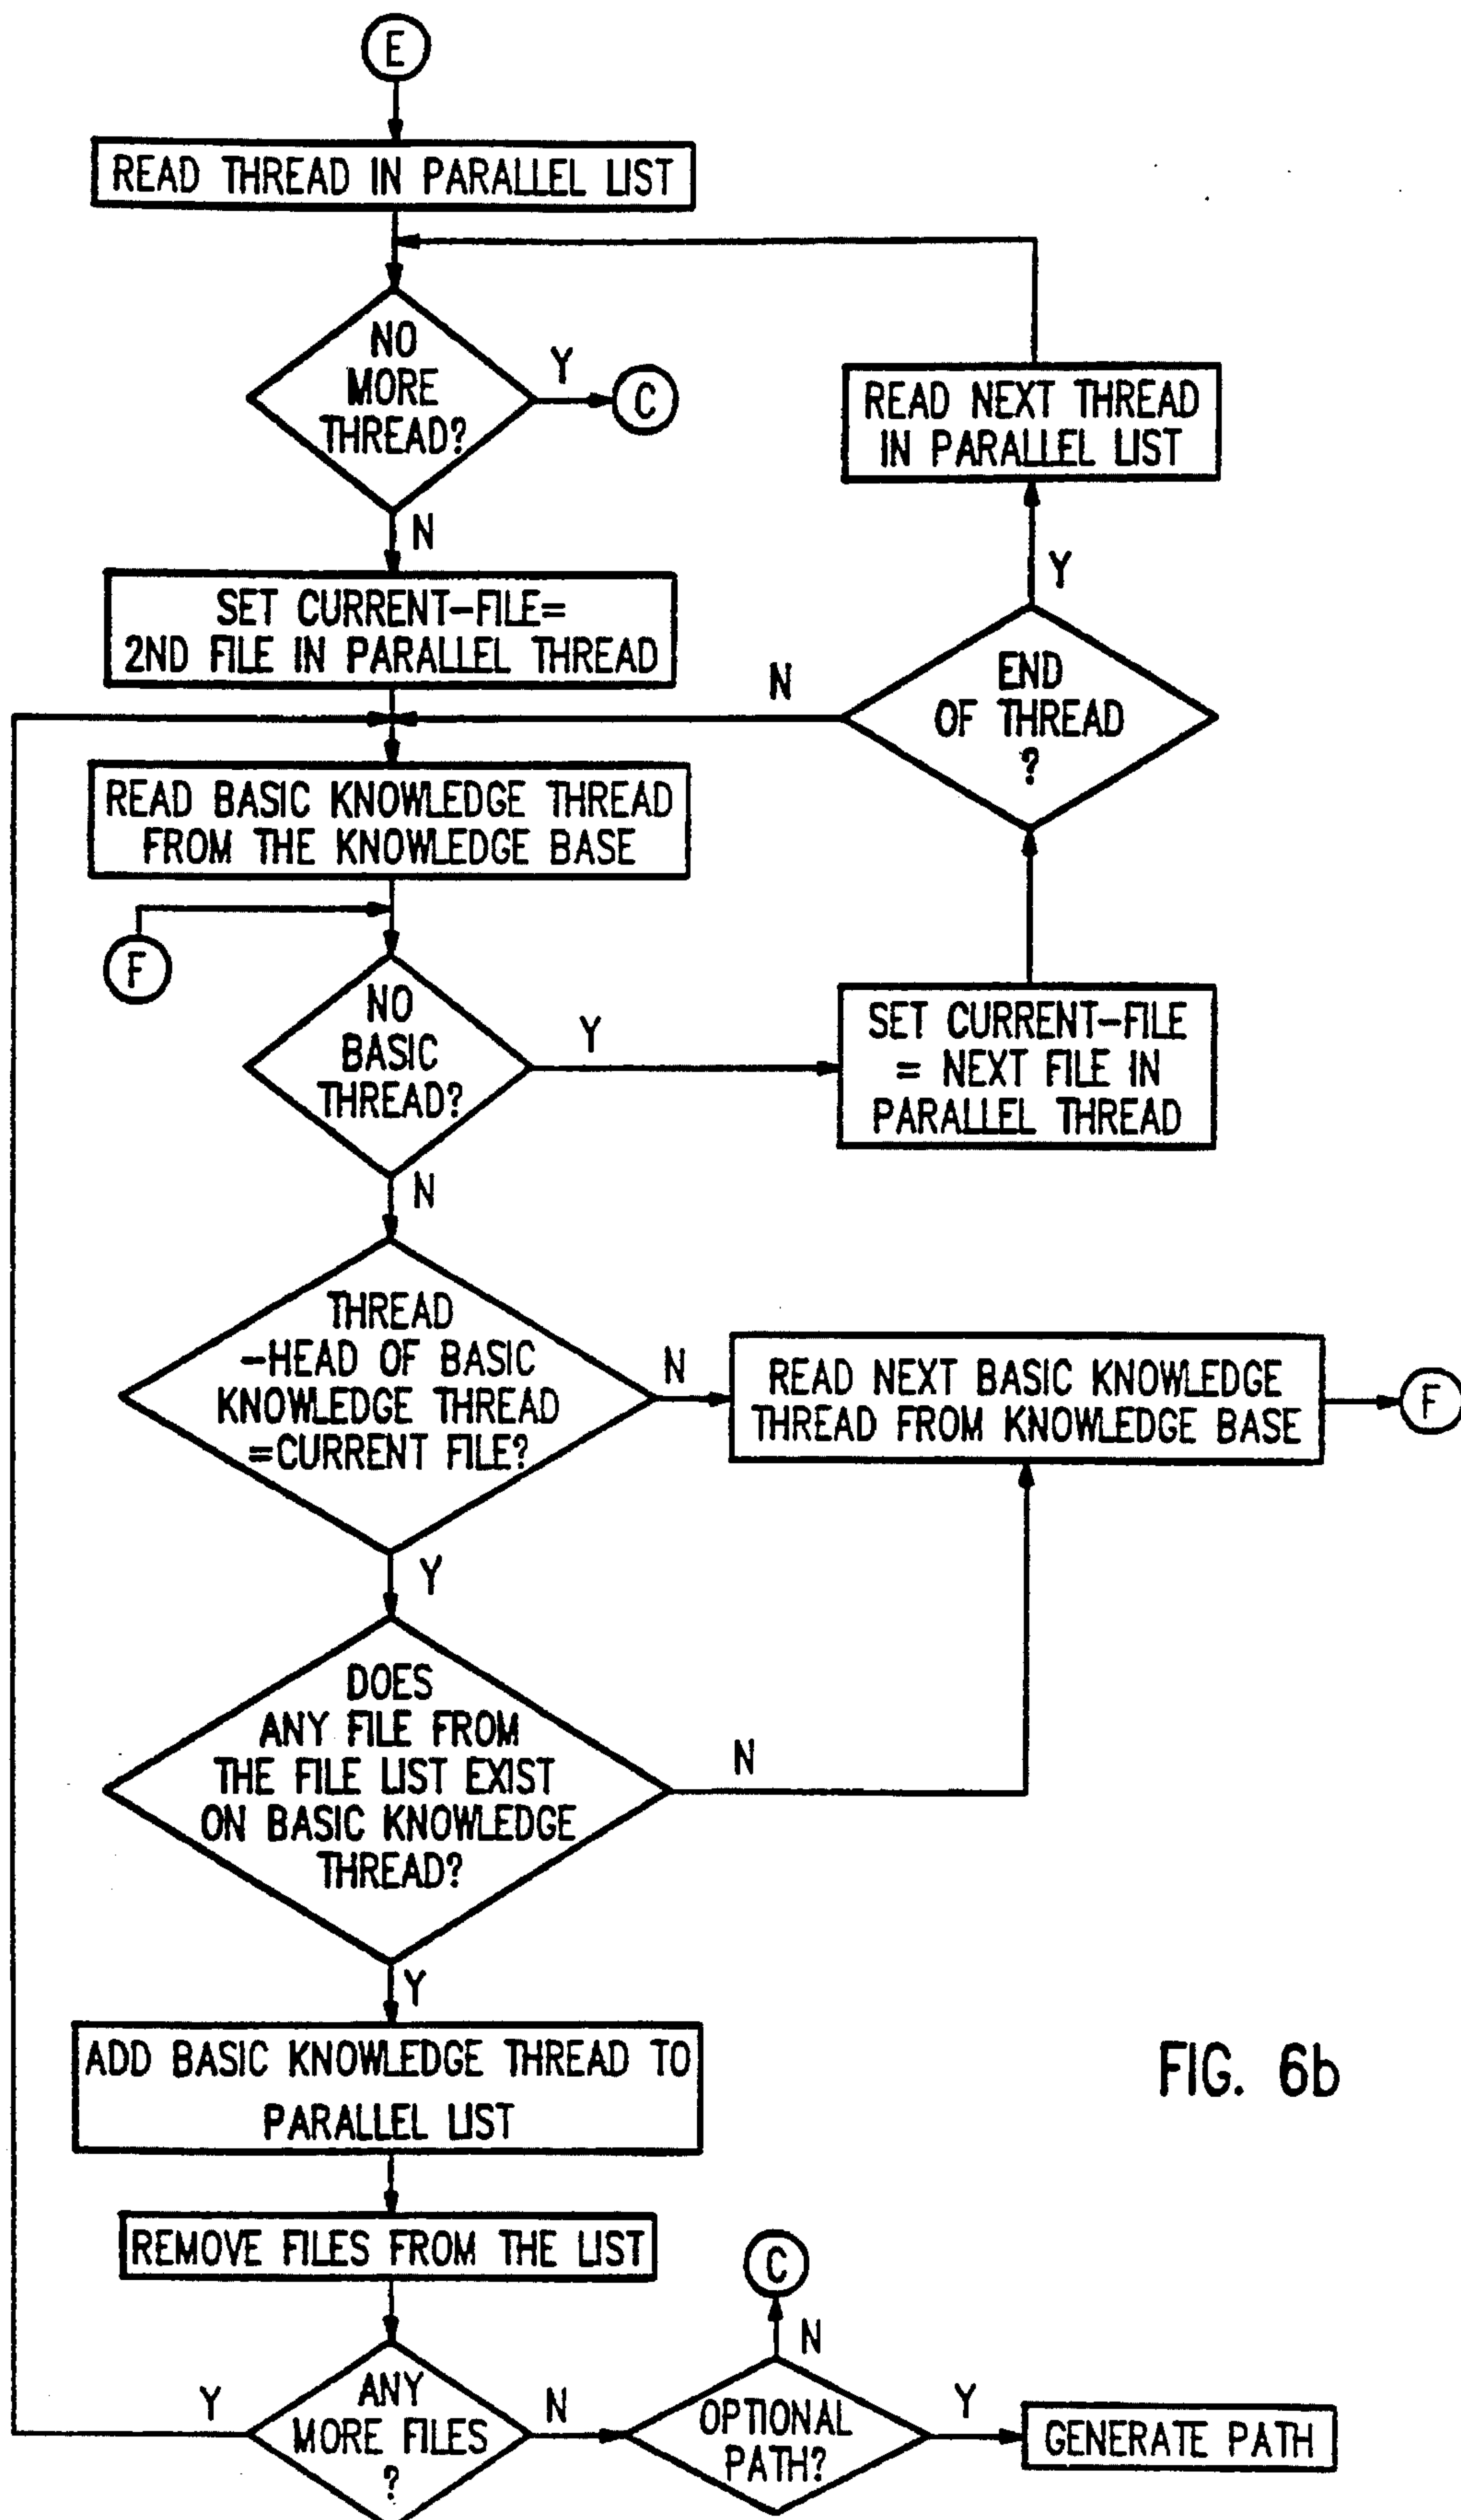 E
READ THREAD IN PARALLEL LIST
NO
MORE
THREAD?
Y
C
N
READ NEXT THREAD
IN PARALLEL LIST
Y
SET CURRENT-FILE=
2ND FILE IN PARALLEL THREAD
END
OF THREAD
?
N
READ BASIC KNOWLEDGE THREAD
FROM THE KNOWLEDGE BASE
F
NO
BASIC
THREAD?
Y
N
SET CURRENT-FILE
= NEXT FILE IN
PARALLEL THREAD
THREAD
-HEAD OF BASIC
KNOWLEDGE THREAD
=CURRENT FILE?
N
Y
READ NEXT BASIC KNOWLEDGE
THREAD FROM KNOWLEDGE BASE
F
DOES
ANY FILE FROM
THE FILE LIST EXIST
ON BASIC KNOWLEDGE
THREAD?
N
Y
ADD BASIC KNOWLEDGE THREAD TO
PARALLEL LIST
FIG. 6b
REMOVE FILES FROM THE LIST
C
N
Y
ANY
MORE FILES
?
N
OPTIONAL
PATH?
Y
GENERATE PATH